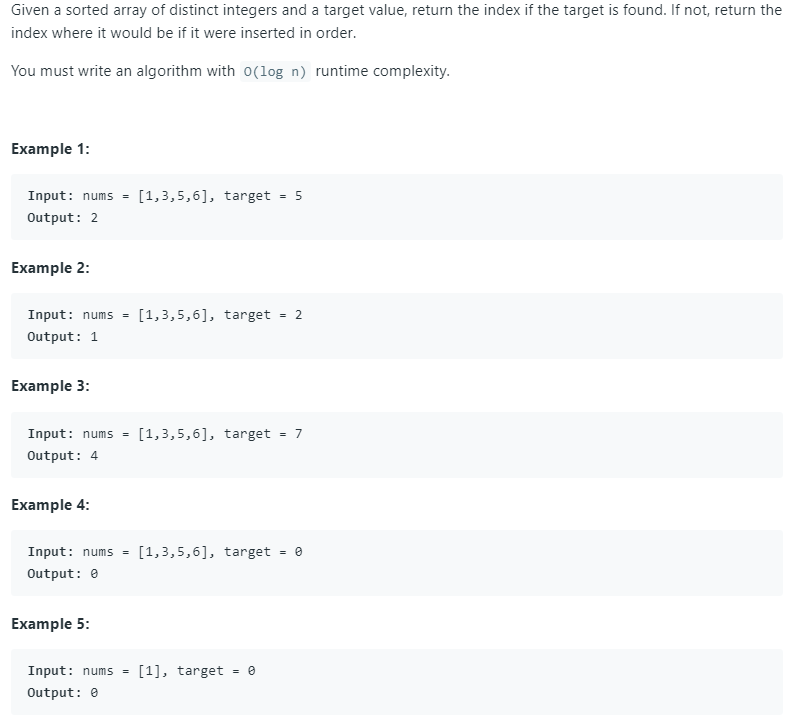 Given a sorted array of distinct integers and a target value, return the index if the target is found. If not, return the
index where it would be if it were inserted in order.
You must write an algorithm with O(log n) runtime complexity.
Example 1:
Input: nums = [1,3,5,6], target = 5
Output: 2
Example 2:
Input: nums = [1,3,5,6], target = 2
Output: 1
Example 3:
Input: nums = [1,3,5,6], target = 7
Output: 4
Example 4:
Input: nums = [1,3,5,6], target = 0
Output: 0
Example 5:
Input: nums = [1], target = 0
Output: 0